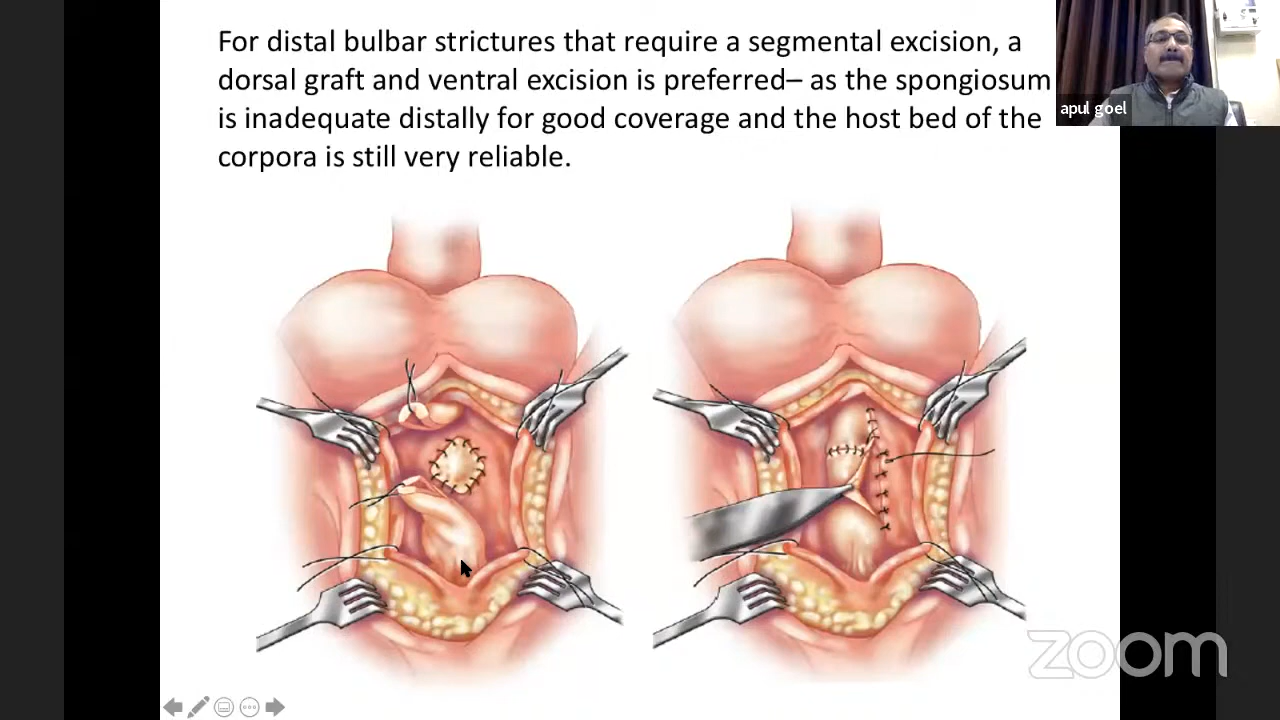 For distal bulbar strictures that require a segmental excision, a
dorsal graft and ventral excision is preferred– as the spongiosum
is inadequate distally for good coverage and the host bed of the
corpora is still very reliable.
apul goel
zoom